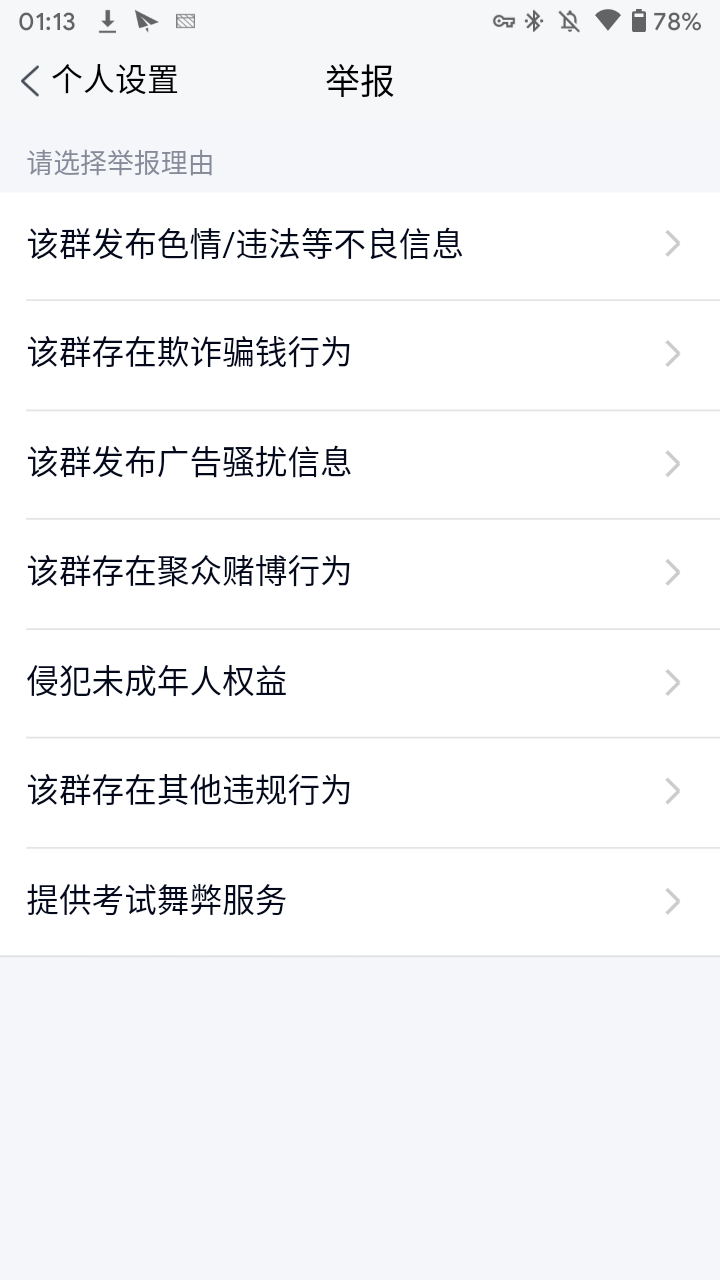 01:13
78%
个人设置
举报
请选择举报理由
该群发布色情/违法等不良信息
该群存在欺诈骗钱行为
该群发布广告骚扰信息
该群存在聚众赌博行为
侵犯未成年人权益
该群存在其他违规行为
提供考试舞弊服务